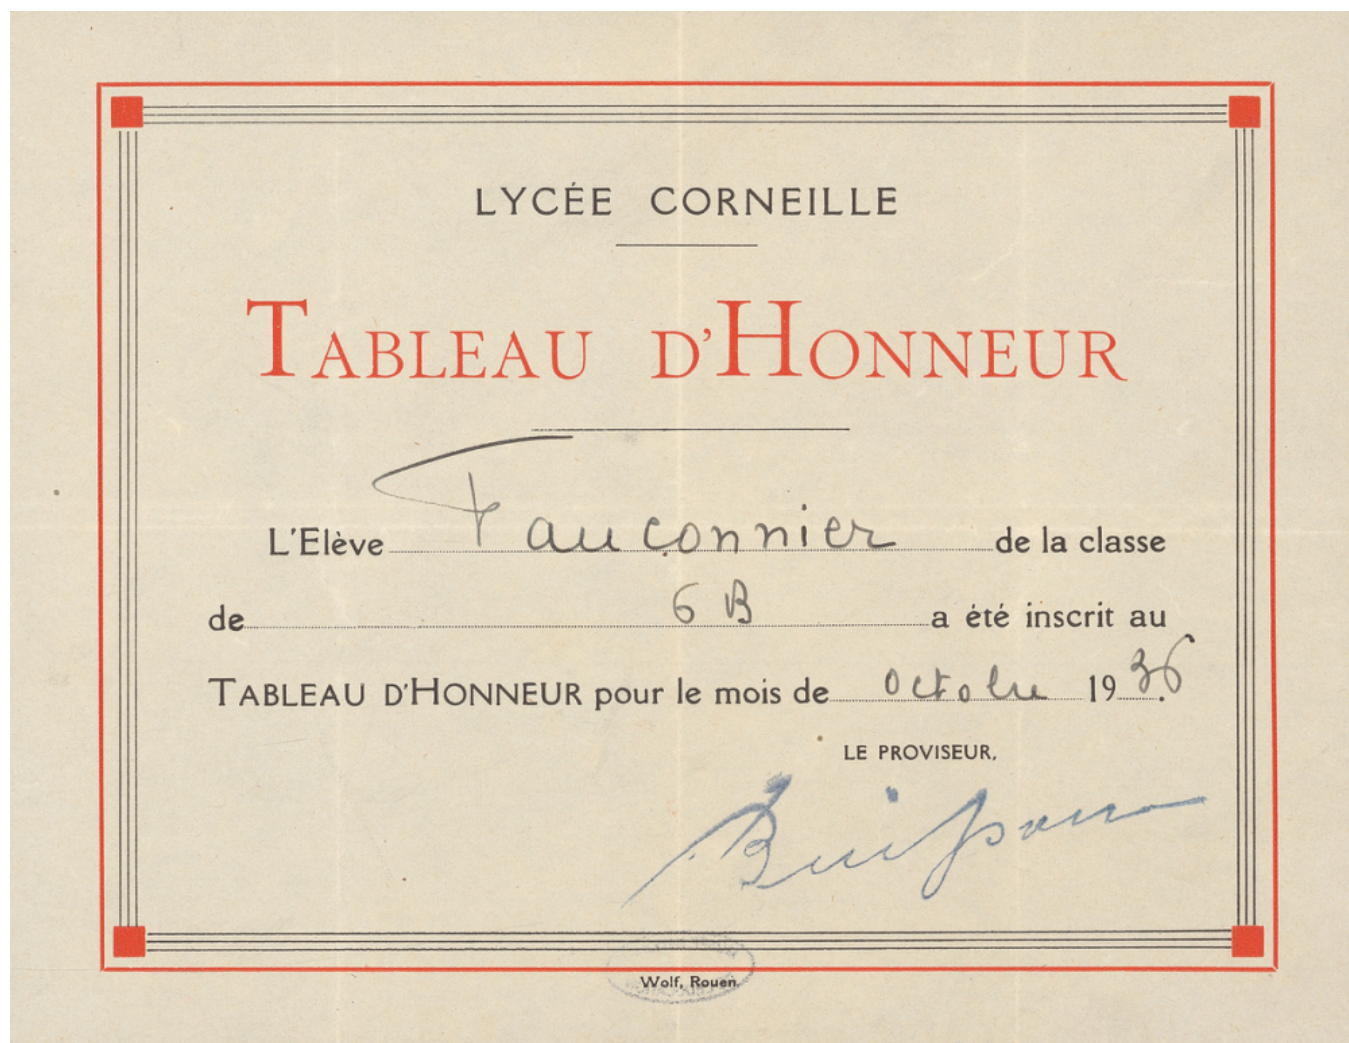 LYCÉE CORNEILLE
TABLEAU D'HONNEUR
L'Elève Fauconnier de la classe
de 6 B a été inscrit au
TABLEAU D'HONNEUR pour le mois de Octobre 1936.
LE PROVISEUR,
Buisson
Wolf, Rouen.